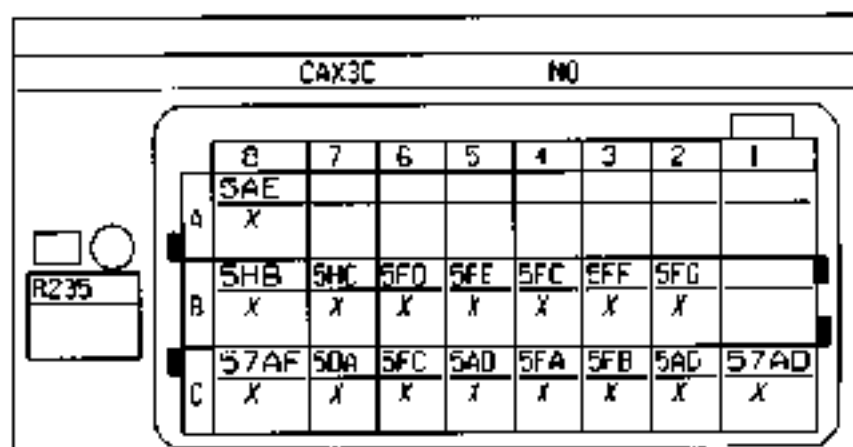 CAX3C NO
8 7 6 5 4 3 2 1
5AE
A X
R235
5HB 5HC 5FD 5FE 5FC 5FF 5FG
B X X X X X X X
57AF 5DA 5FC 5AD 5FA 5FB 5AD 57AD
C X X X X X X X X